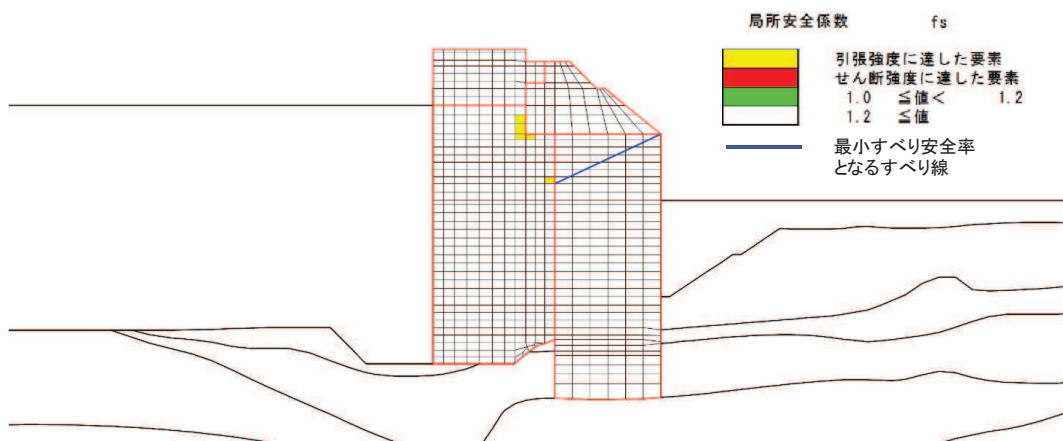 局所安全係数 fs
引張強度に達した要素
せん断強度に達した要素
1.0 ≦値< 1.2
1.2 ≦値
最小すべり安全率
となるすべり線